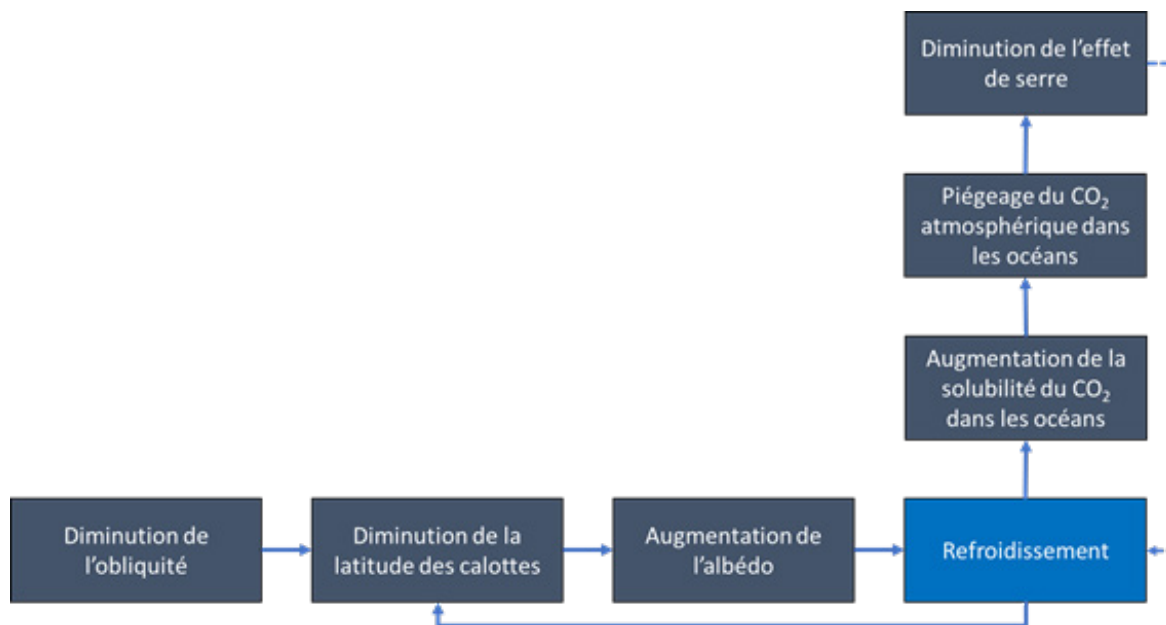 Diminution de l'effet
de serre
Piégeage du CO₂
atmosphérique dans
les océans
Augmentation de la
solubilité du CO₂
dans les océans
Diminution de
l'obliquité
Diminution de la
latitude des calottes
Augmentation de
l'albédo
Refroidissement